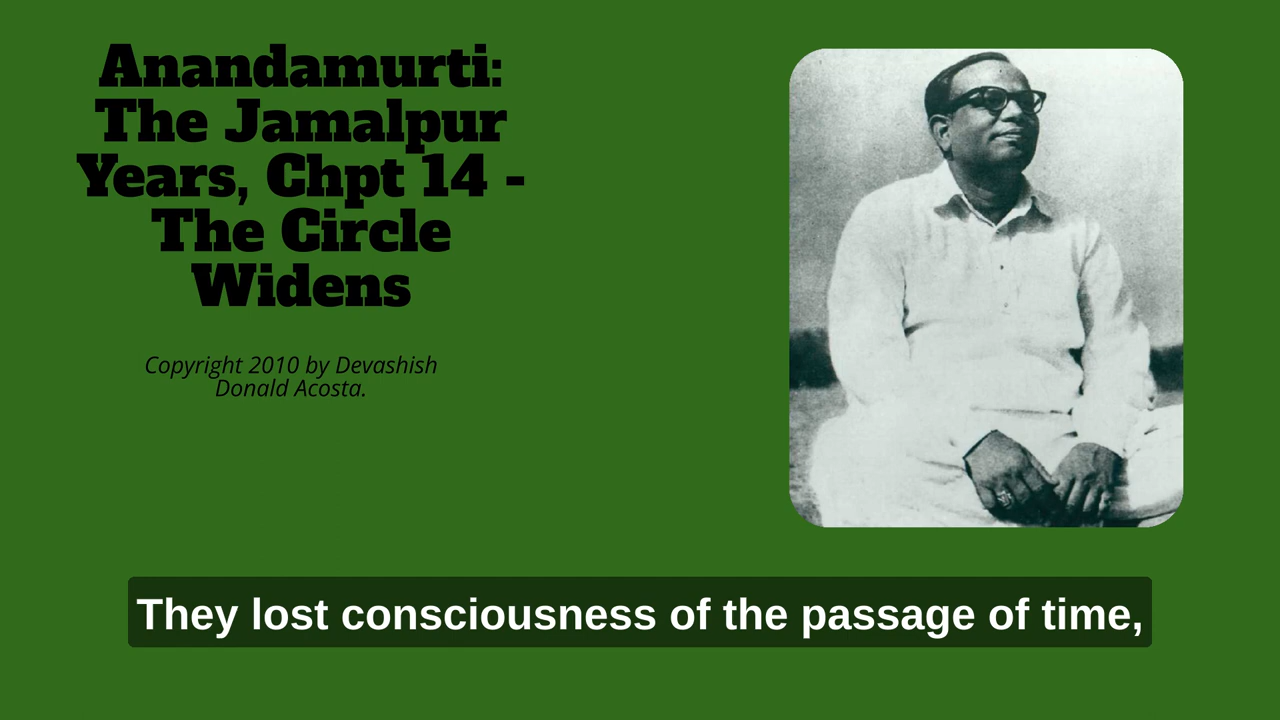 Anandamurti:
The Jamalpur
Years, Chpt 14 -
The Circle
Widens
Copyright 2010 by Devashish
Donald Acosta.
They lost consciousness of the passage of time,